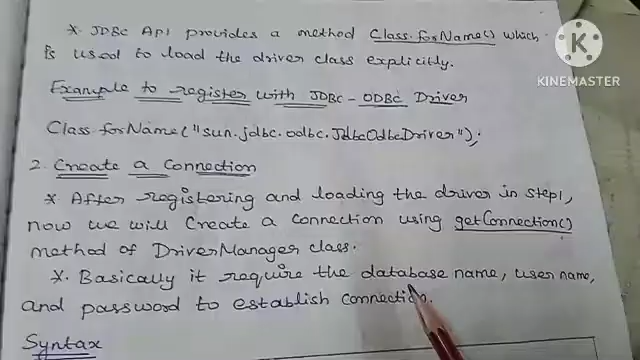 * JDBC API provides a method Class.forName() which
is used to load the driver class explicitly.
Example to register with JDBC-ODBC Driver
Class.forName("sun.jdbc.odbc.JdbcOdbcDriver");
2. Create a Connection
* After registering and loading the driver in step1,
now we will create a connection using getConnection()
method of DriverManager class.
* Basically it require the database name, user name,
and password to establish connection.
Syntax
KINEMASTER